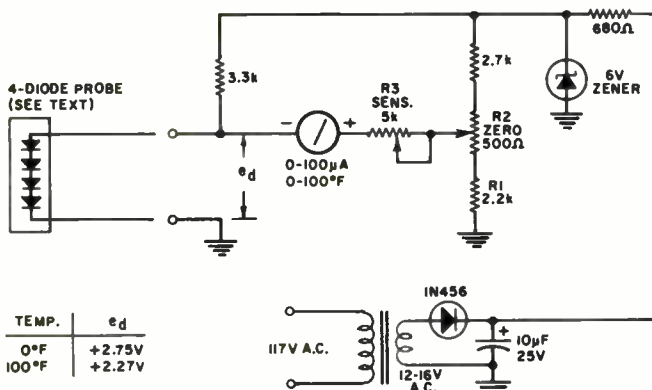 680Ω
3.3k
2.7k
6V
ZENER
4-DIODE PROBE
(SEE TEXT)
R3
SENS.
5k
R2
ZERO
500Ω
- +
e_d
0-100µA
0-100°F
R1
2.2k
TEMP. e_d
0°F +2.75V
100°F +2.27V
117V A.C.
1N456
12-16V
A.C.
+
10µF
25V